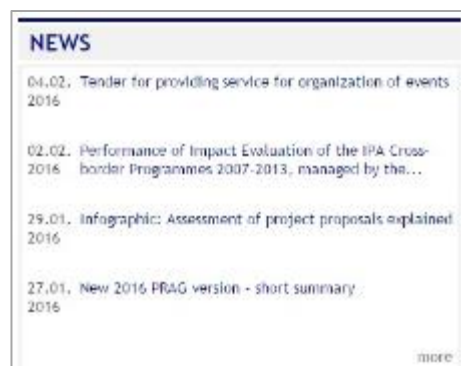 NEWS
04.02. Tender for providing service for organization of events
2016
02.02. Performance of Impact Evaluation of the IPA Cross-
2016 border Programmes 2007-2013, managed by the...
29.01. Infographic: Assessment of project proposals explained
2016
27.01. New 2016 PRAG version - short summary
2016
more